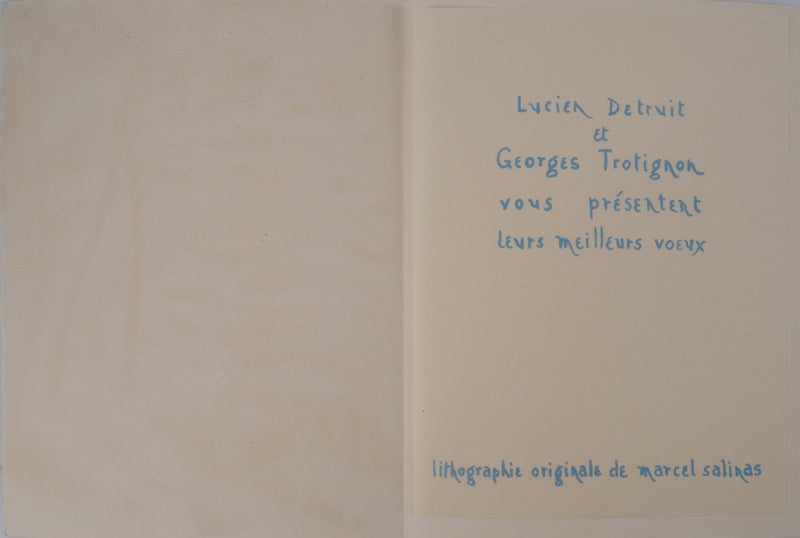 Lucien Detruit
et
Georges Trotignon
vous présentent
leurs meilleurs voeux
lithographie originale de marcel salinas